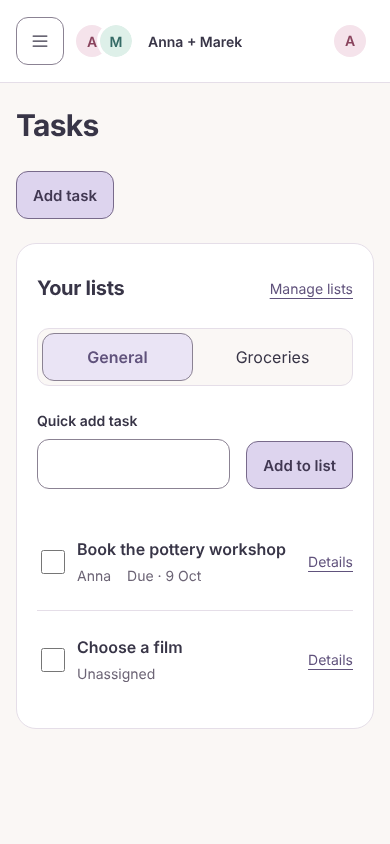 A M Anna + Marek A
Tasks
Add task
Your lists Manage lists
General Groceries
Quick add task
Add to list
Book the pottery workshop
Anna Due · 9 Oct
Details
Choose a film
Unassigned
Details